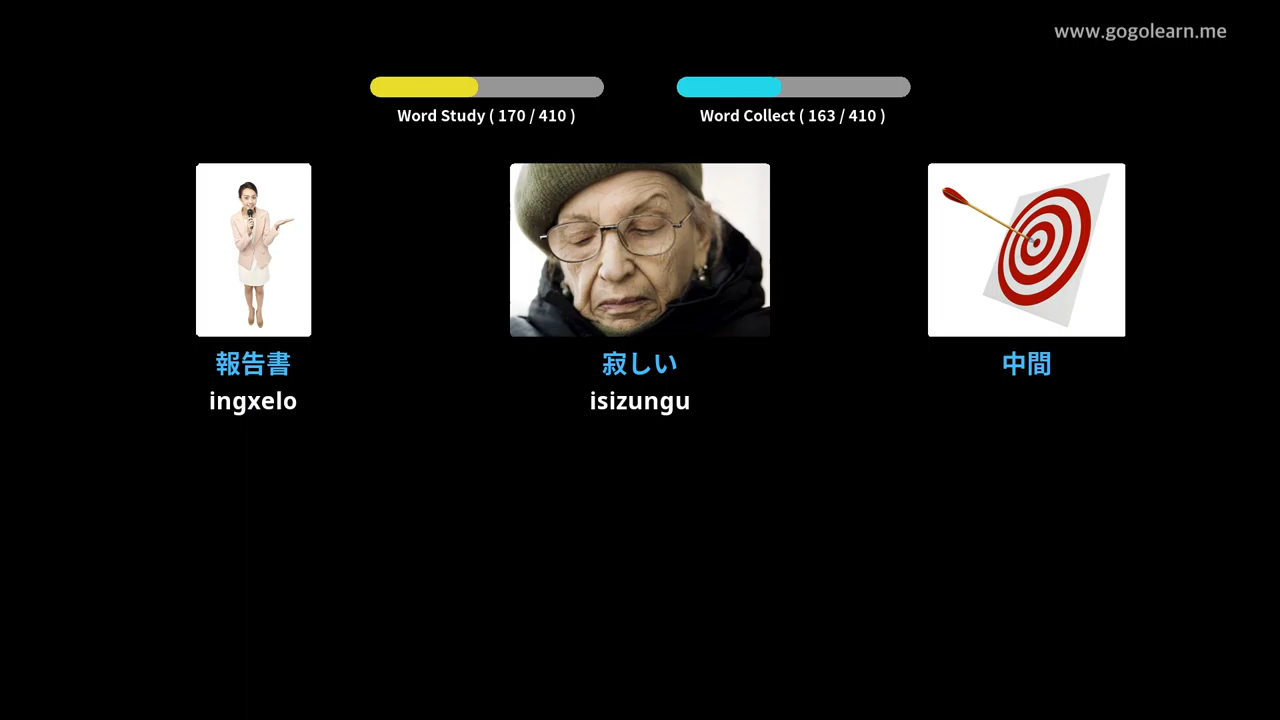 www.gogolearn.me
Word Study ( 170 / 410 )
Word Collect ( 163 / 410 )
報告書
寂しい
中間
ingxelo
isizungu